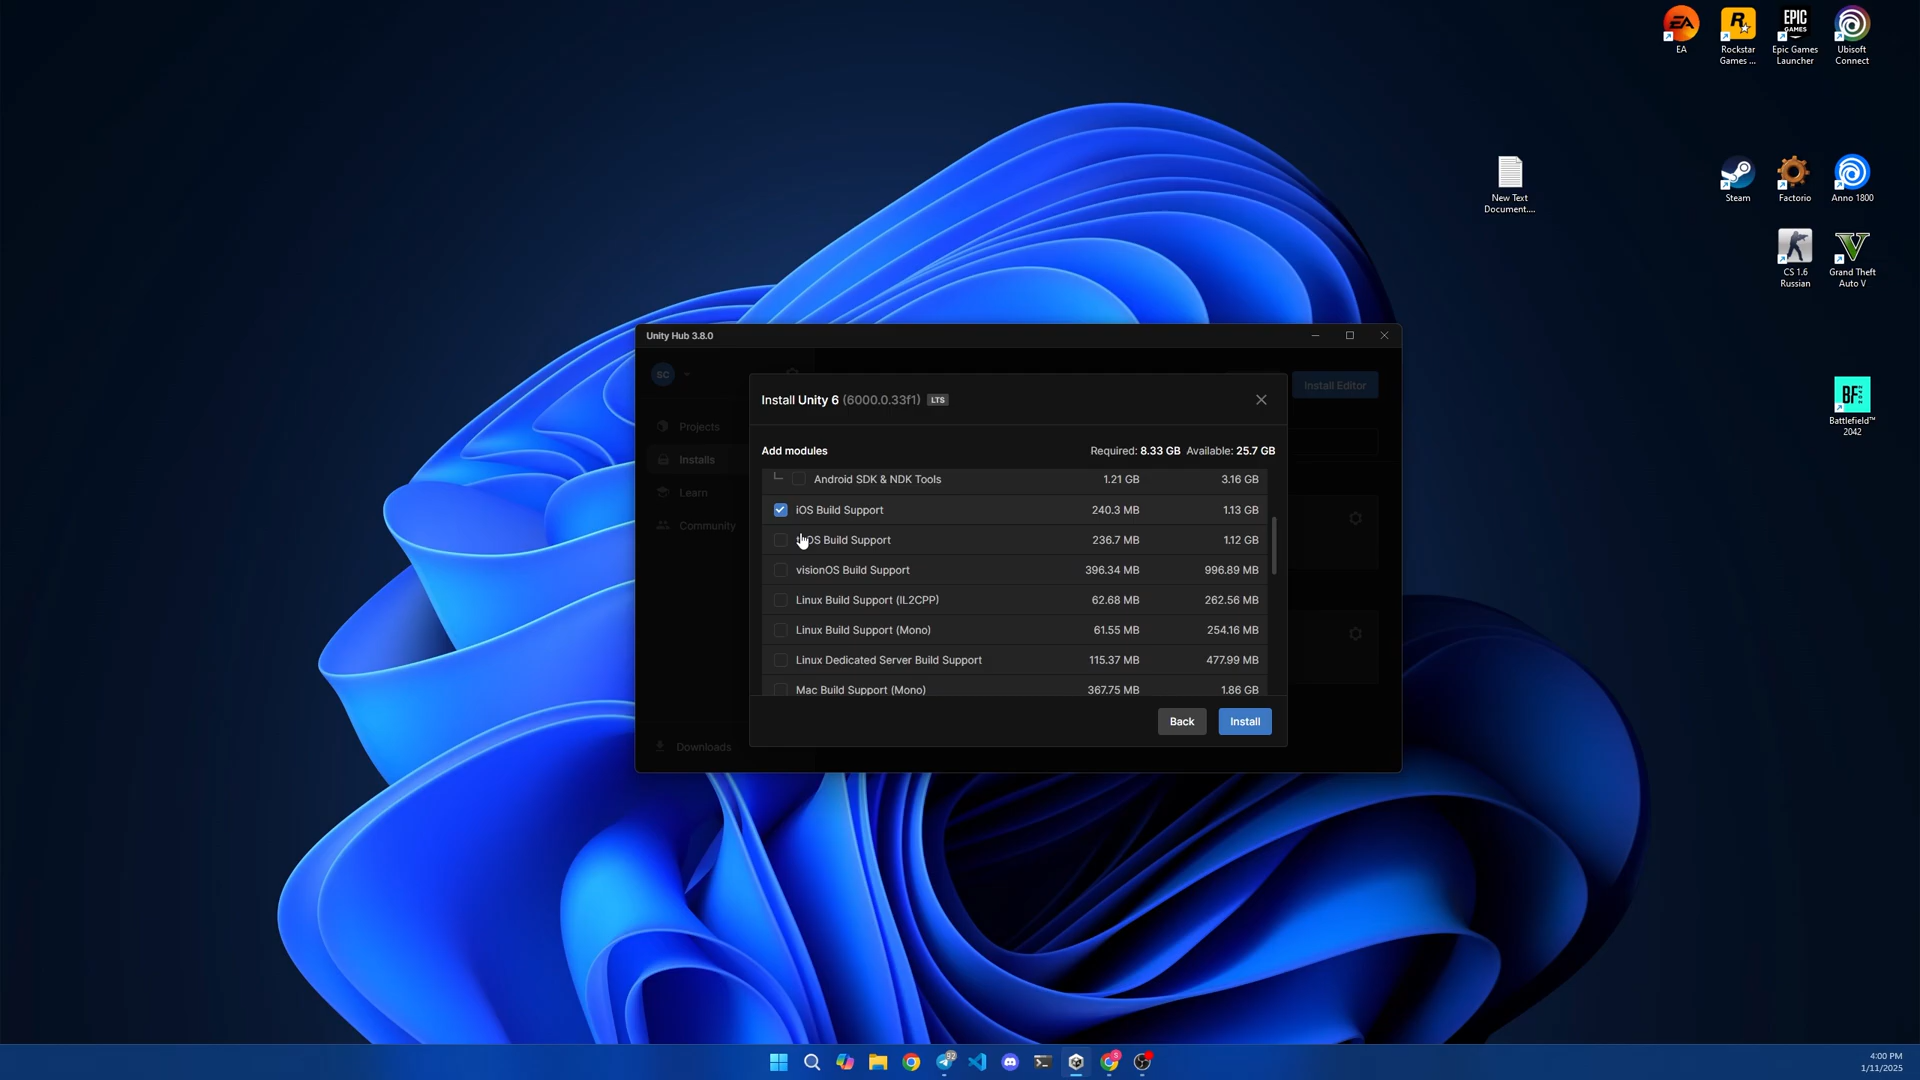 EA
Rockstar
Games ...
EPIC
GAMES
Epic Games
Launcher
Ubisoft
Connect
New Text
Document....
Steam
Factorio
Anno 1800
CS 1.6
Russian
Grand Theft
Auto V
Battlefield™
2042
Unity Hub 3.8.0
SC
Install Editor
Projects
Installs
Learn
Community
Downloads
Install Unity 6 (6000.0.33f1) LTS
Add modules Required: 8.33 GB Available: 25.7 GB
Android SDK & NDK Tools 1.21 GB 3.16 GB
iOS Build Support 240.3 MB 1.13 GB
Build Support 236.7 MB 1.12 GB
visionOS Build Support 396.34 MB 996.89 MB
Linux Build Support (IL2CPP) 62.68 MB 262.56 MB
Linux Build Support (Mono) 61.55 MB 254.16 MB
Linux Dedicated Server Build Support 115.37 MB 477.99 MB
Mac Build Support (Mono) 367.75 MB 1.86 GB
Back Install
92
4:00 PM
1/11/2025